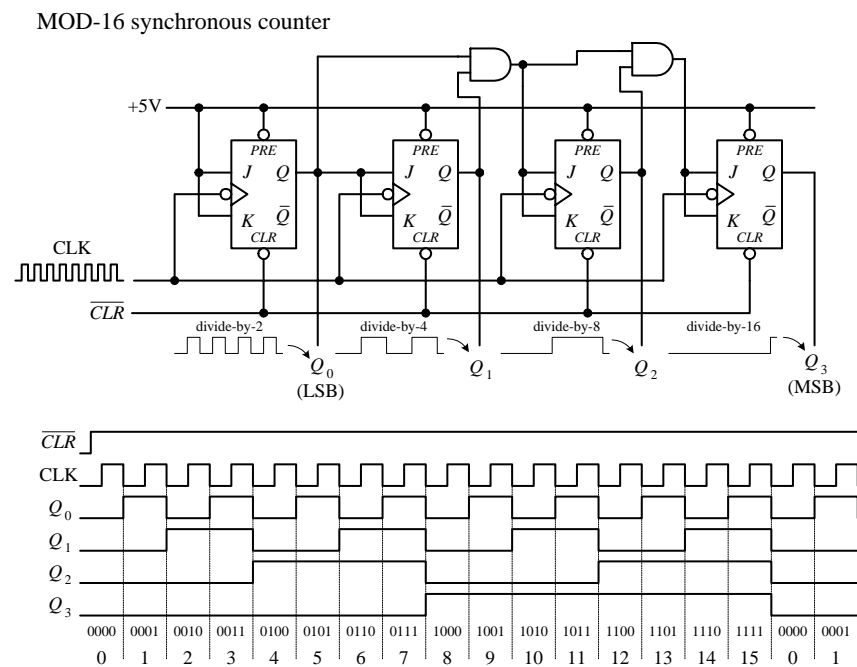 MOD-16 synchronous counter
+5V
PRE PRE PRE PRE
J Q J Q J Q J Q
K Q̅ K Q̅ K Q̅ K Q̅
CLR CLR CLR CLR
CLK
C̅L̅R̅
divide-by-2 divide-by-4 divide-by-8 divide-by-16
Q₀ Q₁ Q₂ Q₃
(LSB) (MSB)
C̅L̅R̅
CLK
Q₀
Q₁
Q₂
Q₃
0000 0001 0010 0011 0100 0101 0110 0111 1000 1001 1010 1011 1100 1101 1110 1111 0000 0001
0 1 2 3 4 5 6 7 8 9 10 11 12 13 14 15 0 1